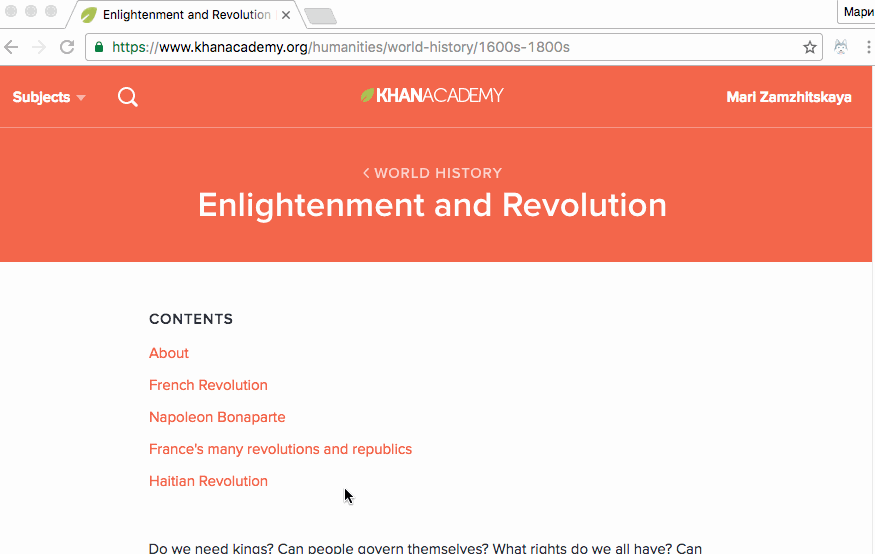 Enlightenment and Revolution
Мари
https://www.khanacademy.org/humanities/world-history/1600s-1800s
Subjects
KHANACADEMY
Mari Zamzhitskaya
< WORLD HISTORY
Enlightenment and Revolution
CONTENTS
About
French Revolution
Napoleon Bonaparte
France's many revolutions and republics
Haitian Revolution
Do we need kings? Can people govern themselves? What rights do we all have? Can